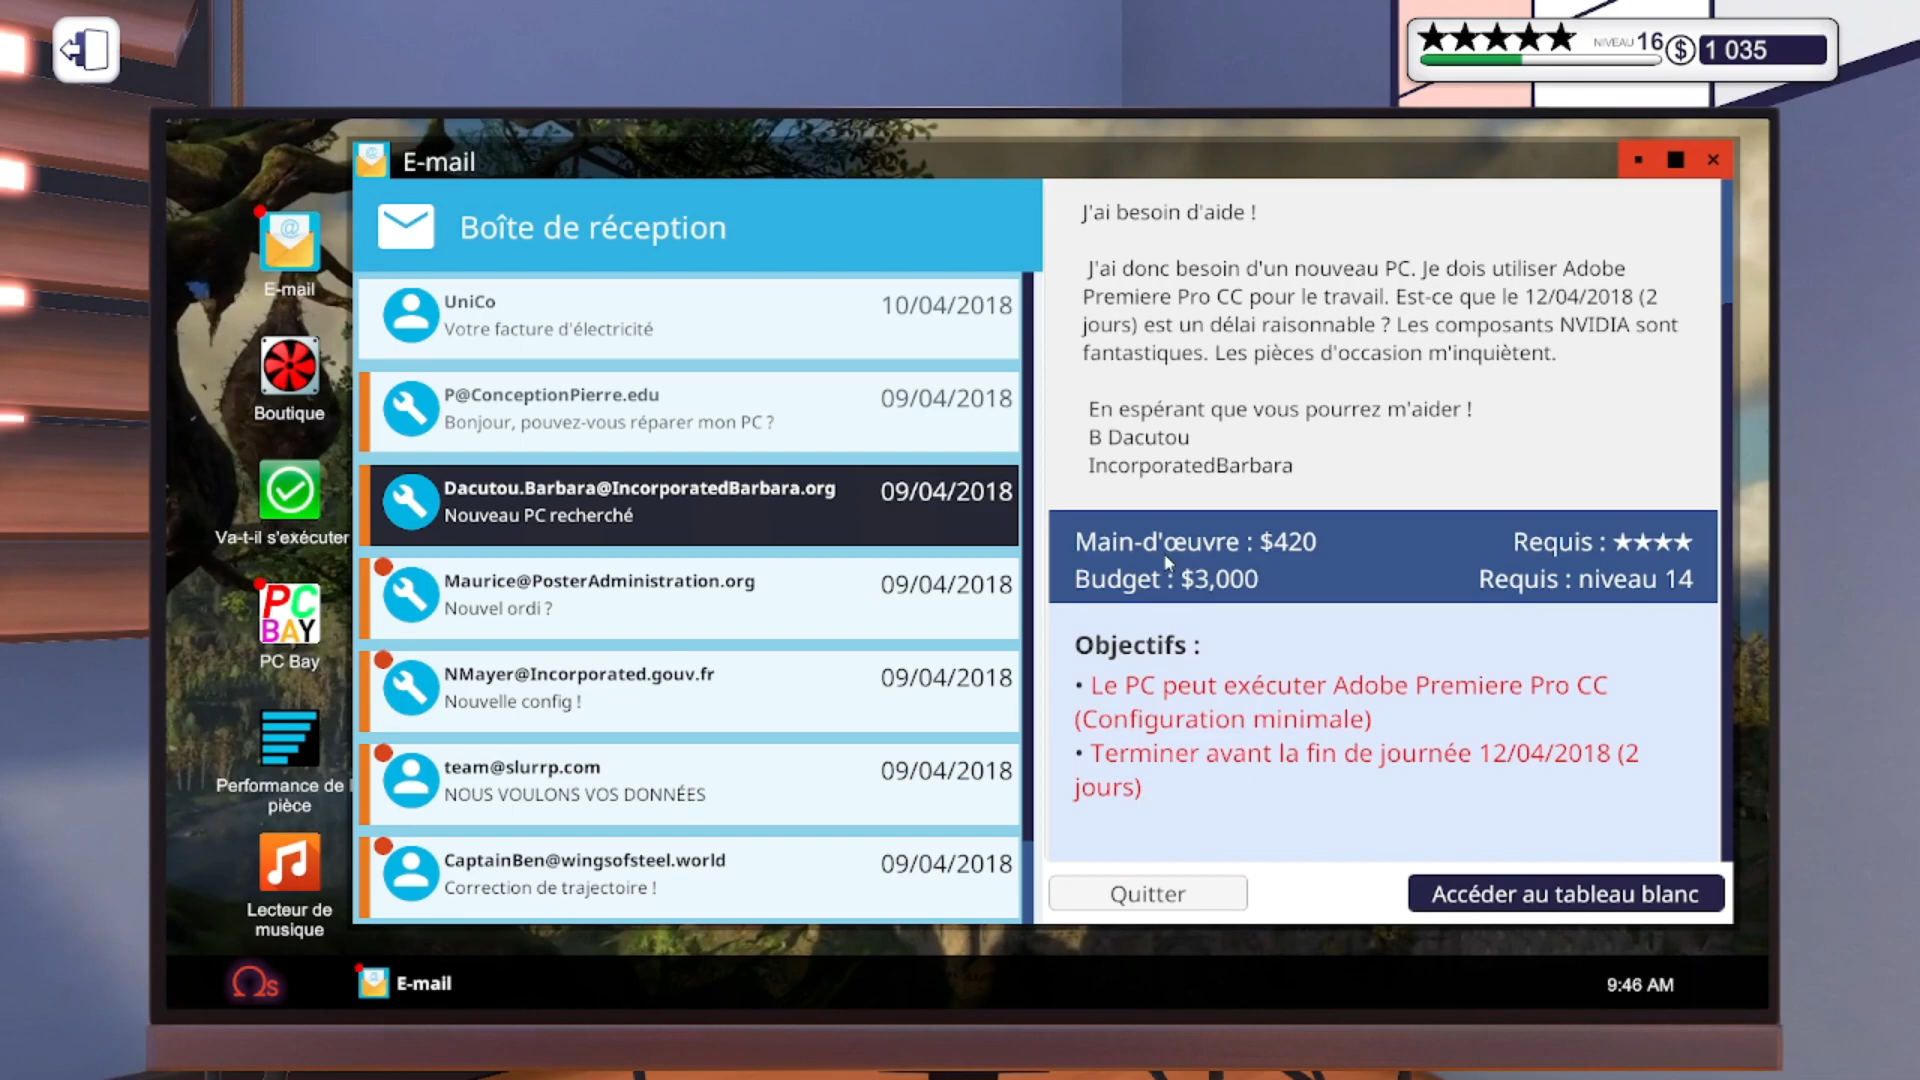 NIVEAU 16
$ 1 035
E-mail
Boîte de réception
UniCo
10/04/2018
Votre facture d'électricité
P@ConceptionPierre.edu
09/04/2018
Bonjour, pouvez-vous réparer mon PC ?
Dacutou.Barbara@IncorporatedBarbara.org
09/04/2018
Nouveau PC recherché
Maurice@PosterAdministration.org
09/04/2018
Nouvel ordi ?
NMayer@Incorporated.gouv.fr
09/04/2018
Nouvelle config !
team@slurrp.com
09/04/2018
NOUS VOULONS VOS DONNÉES
CaptainBen@wingsofsteel.world
09/04/2018
Correction de trajectoire !
J'ai besoin d'aide !
J'ai donc besoin d'un nouveau PC. Je dois utiliser Adobe
Premiere Pro CC pour le travail. Est-ce que le 12/04/2018 (2
jours) est un délai raisonnable ? Les composants NVIDIA sont
fantastiques. Les pièces d'occasion m'inquiètent.
En espérant que vous pourrez m'aider !
B Dacutou
IncorporatedBarbara
Main-d'œuvre : $420
Requis : ★★★★
Budget : $3,000
Requis : niveau 14
Objectifs :
• Le PC peut exécuter Adobe Premiere Pro CC
(Configuration minimale)
• Terminer avant la fin de journée 12/04/2018 (2
jours)
Quitter
Accéder au tableau blanc
E-mail
Boutique
Va-t-il s'exécuter
PC
BAY
PC Bay
Performance de l
pièce
Lecteur de
musique
Ωs
E-mail
9:46 AM